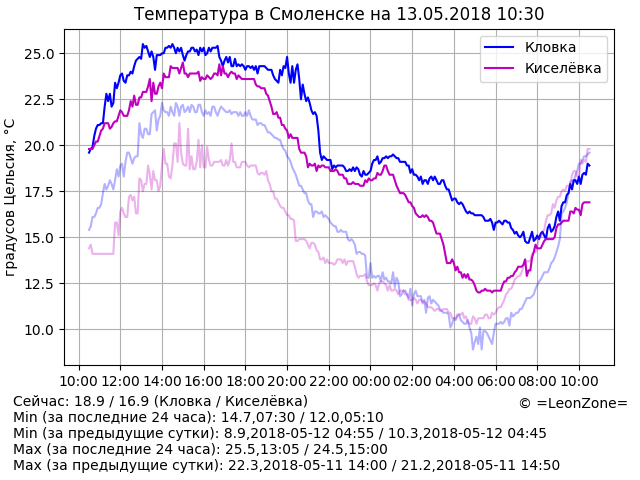 Температура в Смоленске на 13.05.2018 10:30
градусов Цельсия, °C
25.0
22.5
20.0
17.5
15.0
12.5
10.0
Кловка
Киселёвка
10:00 12:00 14:00 16:00 18:00 20:00 22:00 00:00 02:00 04:00 06:00 08:00 10:00
Сейчас: 18.9 / 16.9 (Кловка / Киселёвка)
© =LeonZone=
Min (за последние 24 часа): 14.7,07:30 / 12.0,05:10
Min (за предыдущие сутки): 8.9,2018-05-12 04:55 / 10.3,2018-05-12 04:45
Max (за последние 24 часа): 25.5,13:05 / 24.5,15:00
Max (за предыдущие сутки): 22.3,2018-05-11 14:00 / 21.2,2018-05-11 14:50